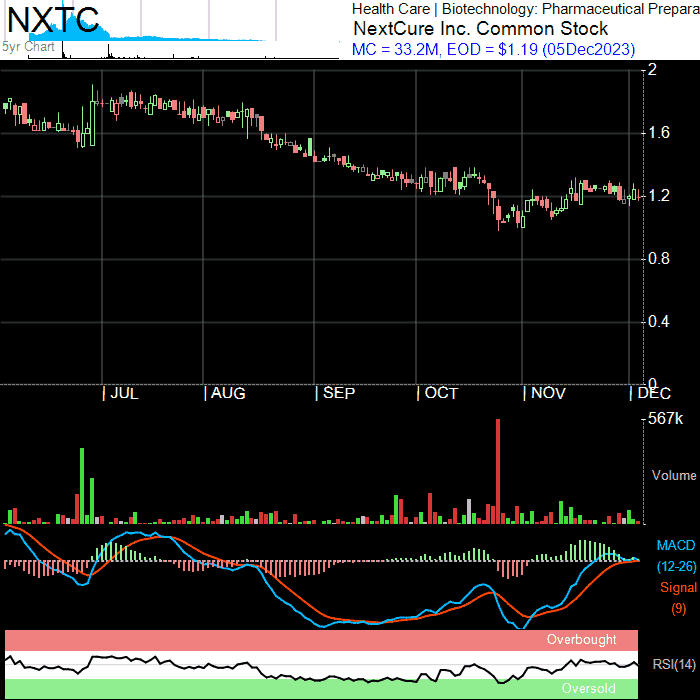 NXTC
5yr Chart
Health Care | Biotechnology: Pharmaceutical Prepara
NextCure Inc. Common Stock
MC = 33.2M, EOD = $1.19 (05Dec2023)
2
1.6
1.2
0.8
0.4
0
JUL
AUG
SEP
OCT
NOV
DEC
567k
Volume
MACD
(12-26)
Signal
(9)
Overbought
RSI(14)
Oversold